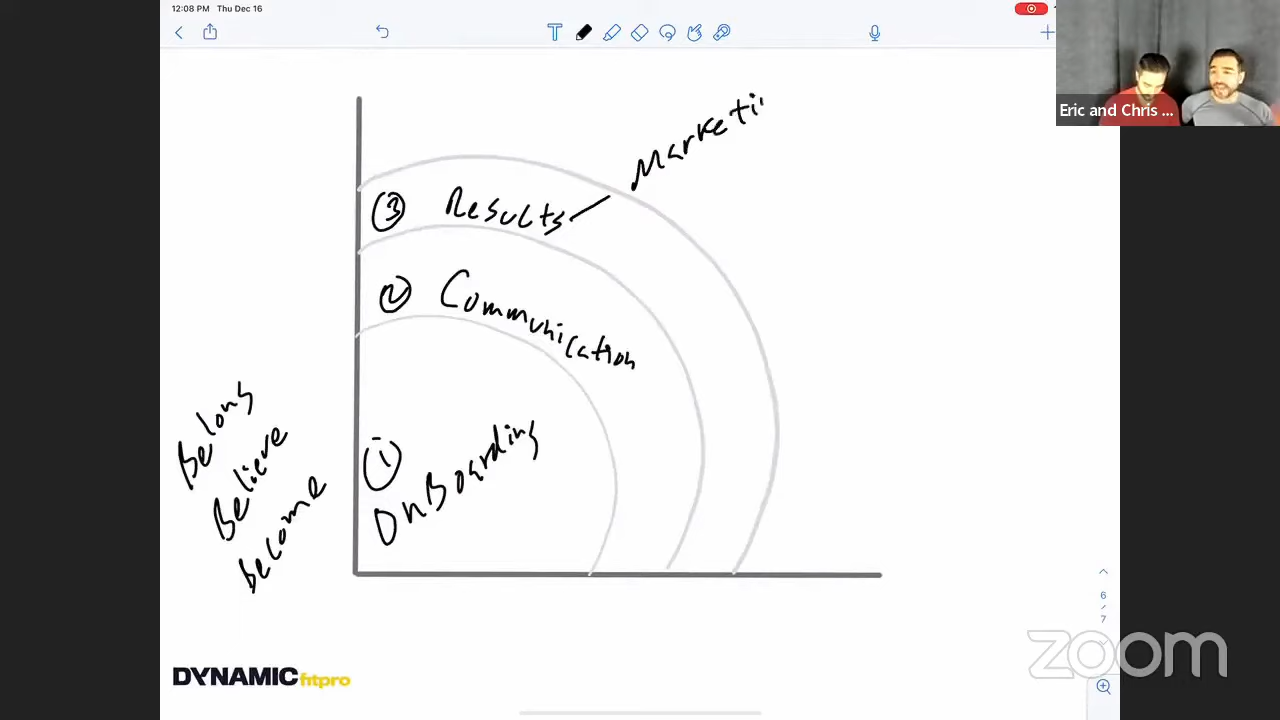 12:08 PM Thu Dec 16
T
Eric and Chris ...
Marketi
3 Results
2 Communication
Belong
Believe
Become
1
OnBoarding
6
/
7
zoom
DYNAMIC fitpro